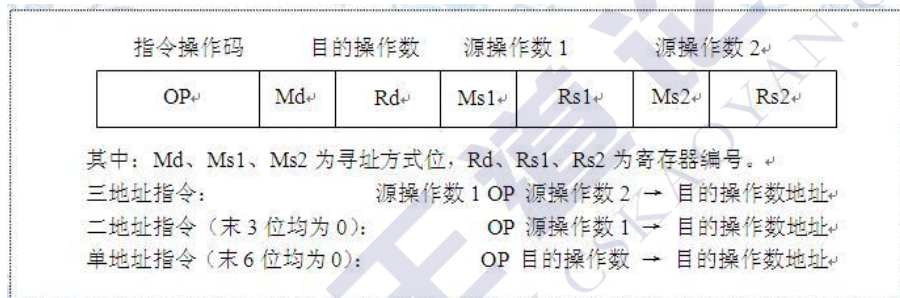 指令操作码 目的操作数 源操作数 1 源操作数 2
OP Md Rd Ms1 Rs1 Ms2 Rs2
其中：Md、Ms1、Ms2 为寻址方式位，Rd、Rs1、Rs2 为寄存器编号。
三地址指令： 源操作数 1 OP 源操作数 2 → 目的操作数地址
二地址指令（末 3 位均为 0）： OP 源操作数 1 → 目的操作数地址
单地址指令（末 6 位均为 0）： OP 目的操作数 → 目的操作数地址